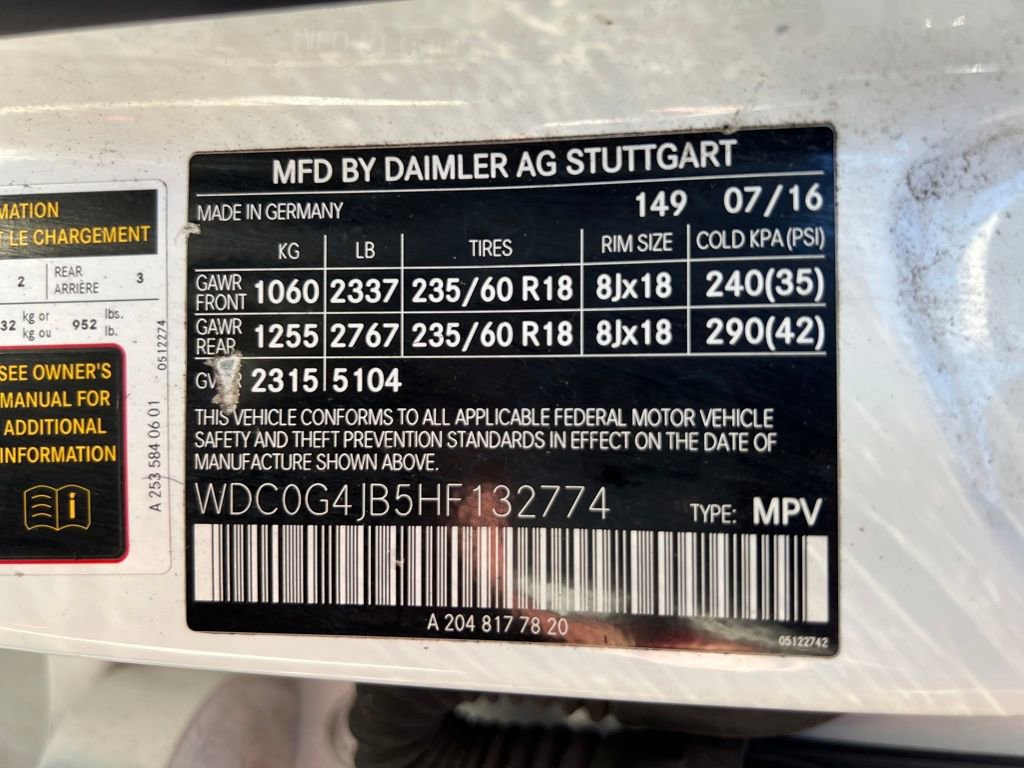 MATION
LE CHARGEMENT
2
REAR
ARRIÈRE
3
32
kg or
kg ou
952
lbs.
lb.
0512274
A 253 584 06 01
SEE OWNER'S
MANUAL FOR
ADDITIONAL
INFORMATION
MFD BY DAIMLER AG STUTTGART
MADE IN GERMANY 149 07/16
KG LB TIRES RIM SIZE COLD KPA(PSI)
GAWR FRONT 1060 2337 235/60 R18 8Jx18 240(35)
GAWR REAR 1255 2767 235/60 R18 8Jx18 290(42)
2315 5104
THIS VEHICLE CONFORMS TO ALL APPLICABLE FEDERAL MOTOR VEHICLE
SAFETY AND THEFT PREVENTION STANDARDS IN EFFECT ON THE DATE OF
MANUFACTURE SHOWN ABOVE.
WDC0G4JB5HF132774 TYPE: MPV
A 204 817 78 20
05122742